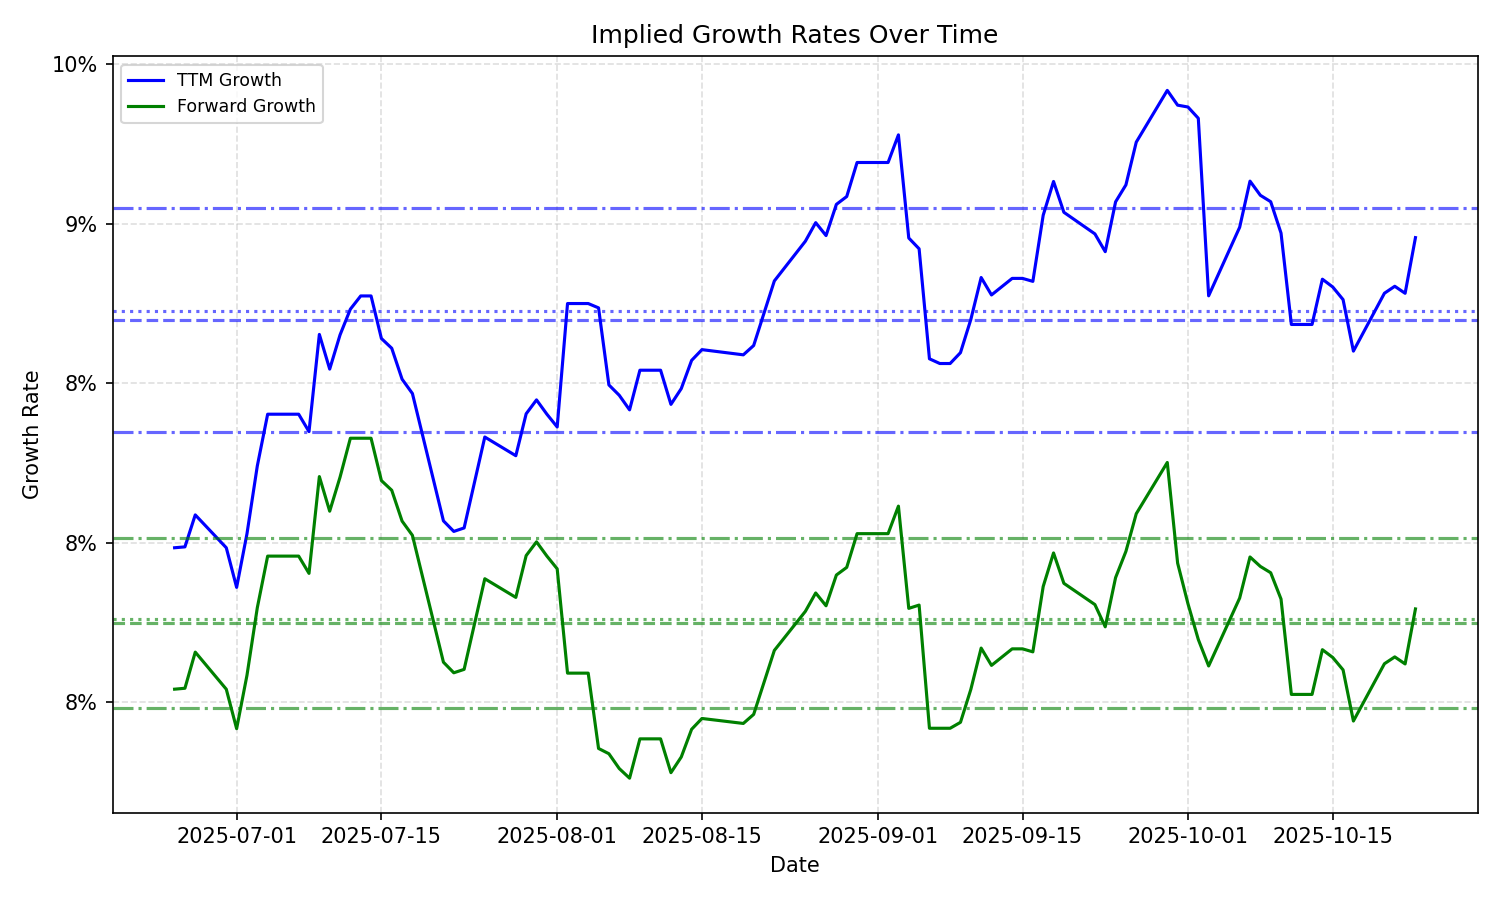 Implied Growth Rates Over Time
TTM Growth
Forward Growth
10%
9%
8%
8%
8%
Growth Rate
2025-07-01
2025-07-15
2025-08-01
2025-08-15
2025-09-01
2025-09-15
2025-10-01
2025-10-15
Date